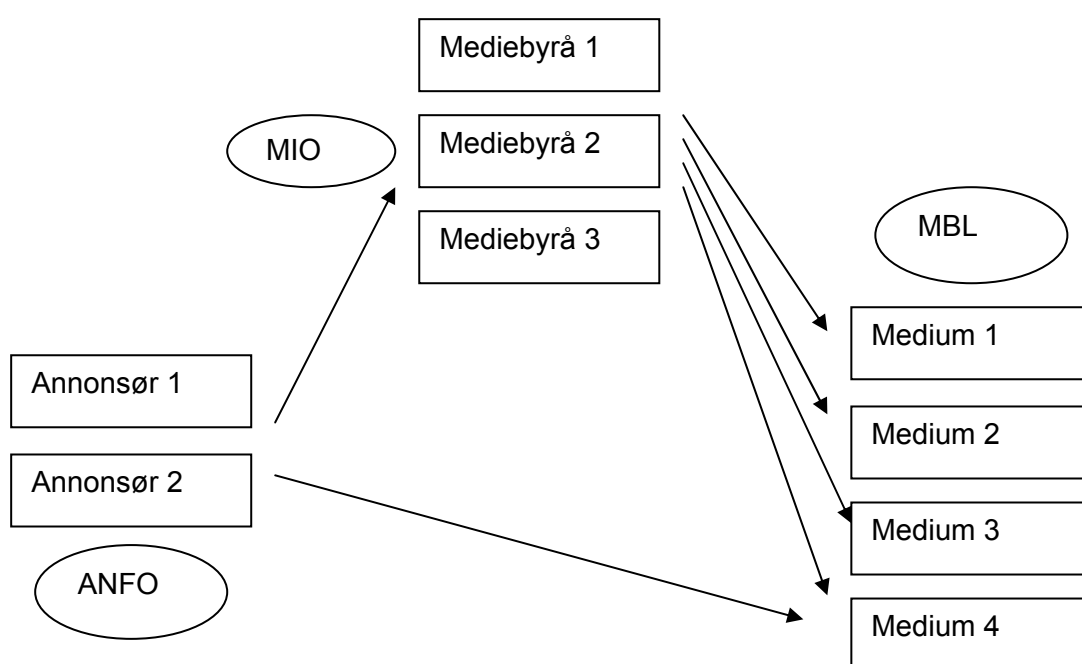 Mediebyrå 1
MIO
Mediebyrå 2
Mediebyrå 3
MBL
Medium 1
Annonsør 1
Medium 2
Annonsør 2
Medium 3
ANFO
Medium 4